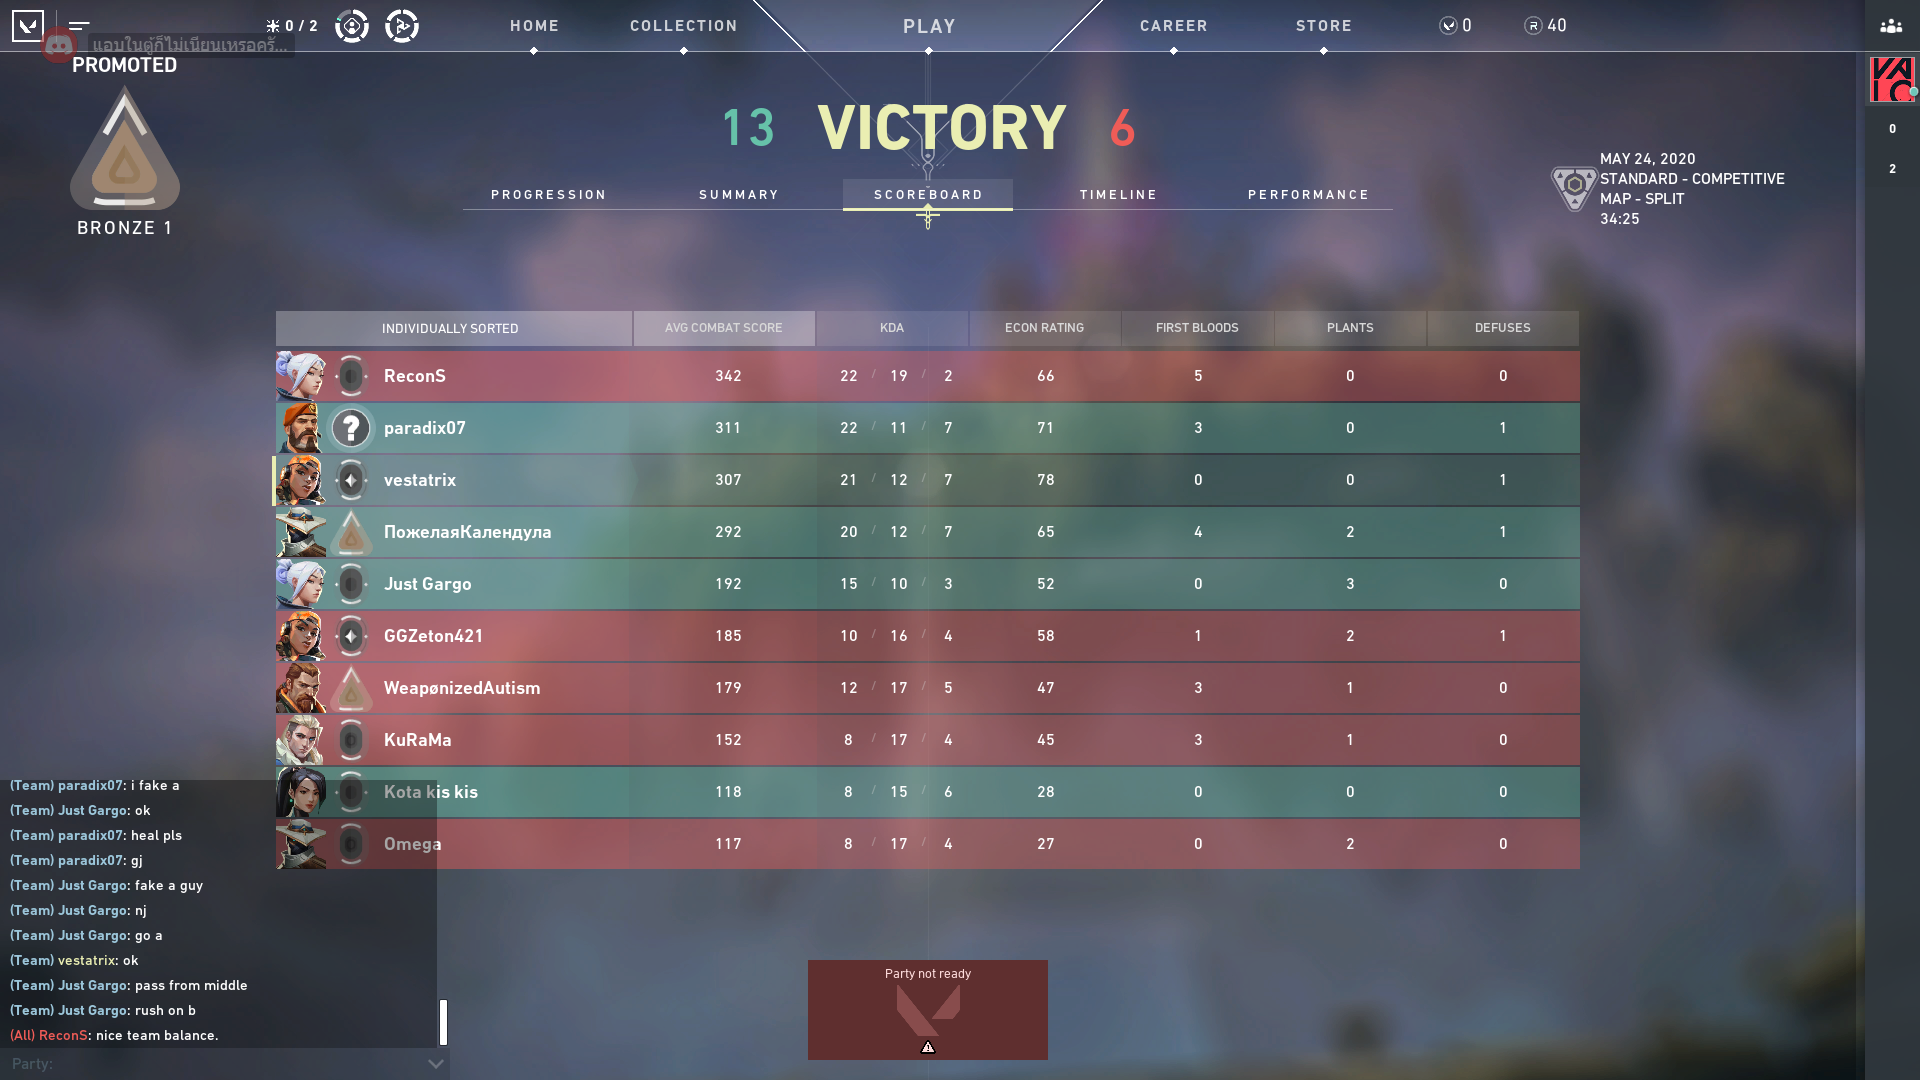 0 / 2
HOME
COLLECTION
PLAY
CAREER
STORE
0
40
แอบในตู้ก็ไม่เนียนเหรอครั...
PROMOTED
BRONZE 1
13 VICTORY 6
PROGRESSION
SUMMARY
SCOREBOARD
TIMELINE
PERFORMANCE
MAY 24, 2020
STANDARD - COMPETITIVE
MAP - SPLIT
34:25
0
2
INDIVIDUALLY SORTED AVG COMBAT SCORE KDA ECON RATING FIRST BLOODS PLANTS DEFUSES
ReconS 342 22 / 19 / 2 66 5 0 0
paradix07 311 22 / 11 / 7 71 3 0 1
vestatrix 307 21 / 12 / 7 78 0 0 1
ПожелаяКалендула 292 20 / 12 / 7 65 4 2 1
Just Gargo 192 15 / 10 / 3 52 0 3 0
GGZeton421 185 10 / 16 / 4 58 1 2 1
WeapønizedAutism 179 12 / 17 / 5 47 3 1 0
KuRaMa 152 8 / 17 / 4 45 3 1 0
Kota kis kis 118 8 / 15 / 6 28 0 0 0
Omega 117 8 / 17 / 4 27 0 2 0
(Team) paradix07: i fake a
(Team) Just Gargo: ok
(Team) paradix07: heal pls
(Team) paradix07: gj
(Team) Just Gargo: fake a guy
(Team) Just Gargo: nj
(Team) Just Gargo: go a
(Team) vestatrix: ok
(Team) Just Gargo: pass from middle
(Team) Just Gargo: rush on b
(All) ReconS: nice team balance.
Party:
Party not ready